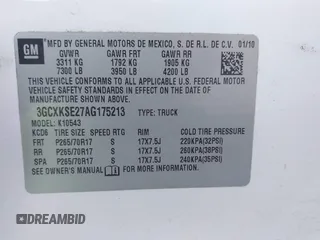 GM MFD BY GENERAL MOTORS DE MEXICO, S. DE R.L. DE C.V. 01/10
GVWR GAWR FRT GAWR RR
3311 KG 1792 KG 1905 KG
7300 LB 3950 LB 4200 LB
THIS VEHICLE CONFORMS TO ALL APPLICABLE U.S. FEDERAL MOTOR
VEHICLE SAFETY STANDARDS IN EFFECT ON THE DATE OF
MANUFACTURE SHOWN ABOVE.
3GCXKSE27AG175213 TYPE: TRUCK
MODEL: K10543
TIRE SIZE SPEED RTG RIM COLD TIRE PRESSURE
FRT P265/70R17 S 17X7.5J 220KPA(32PSI)
RR P265/70R17 S 17X7.5J 260KPA(38PSI)
SPA P265/70R17 S 17X7.5J 240KPA(35PSI)
SEE OWNER'S MANUAL FOR ADDITIONAL INFORMATION.